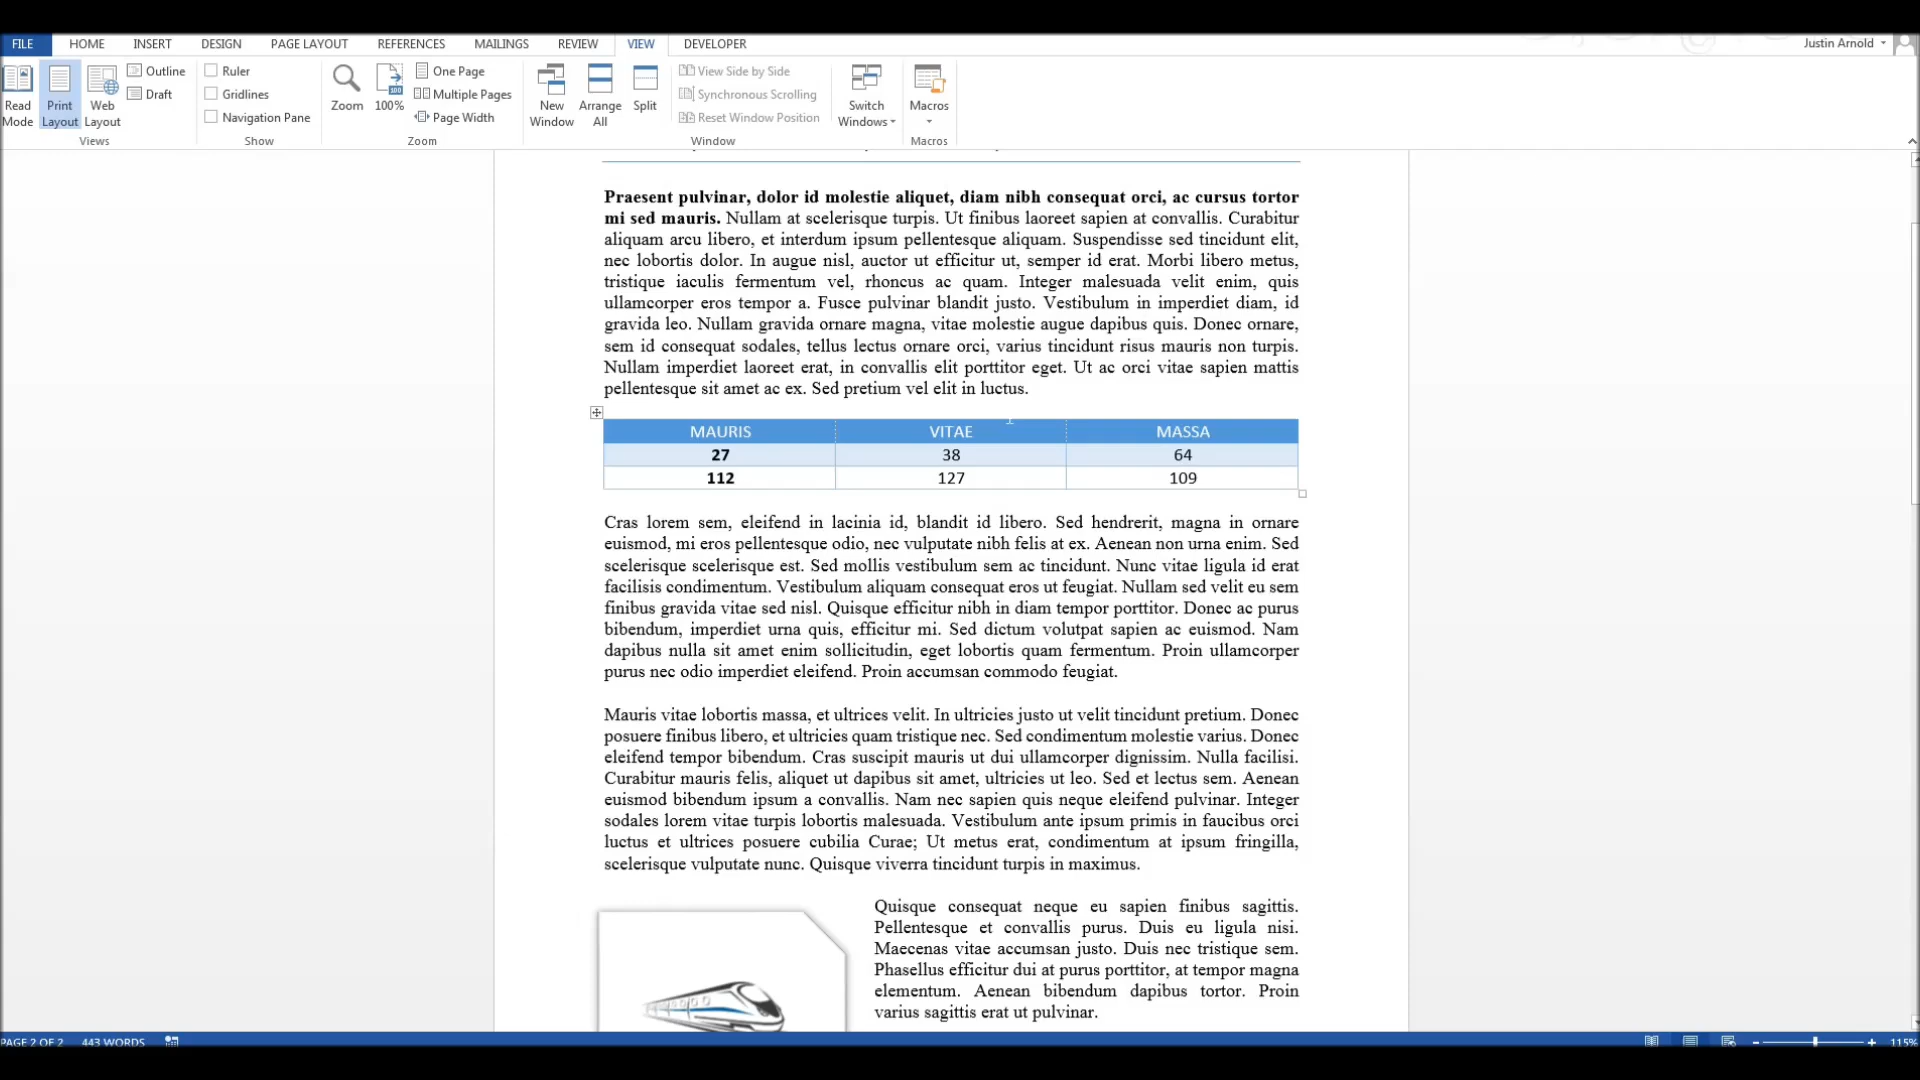 FILE HOME INSERT DESIGN PAGE LAYOUT REFERENCES MAILINGS REVIEW VIEW DEVELOPER Justin Arnold
Read Mode
Print Layout
Web Layout
Outline
Draft
Views
Ruler
Gridlines
Navigation Pane
Show
Zoom
100
100%
One Page
Multiple Pages
Page Width
Zoom
New Window
Arrange All
Split
View Side by Side
Synchronous Scrolling
Reset Window Position
Window
Switch Windows
Macros
Macros
Praesent pulvinar, dolor id molestie aliquet, diam nibh consequat orci, ac cursus tortor
mi sed mauris. Nullam at scelerisque turpis. Ut finibus laoreet sapien at convallis. Curabitur
aliquam arcu libero, et interdum ipsum pellentesque aliquam. Suspendisse sed tincidunt elit,
nec lobortis dolor. In augue nisl, auctor ut efficitur ut, semper id erat. Morbi libero metus,
tristique iaculis fermentum vel, rhoncus ac quam. Integer malesuada velit enim, quis
ullamcorper eros tempor a. Fusce pulvinar blandit justo. Vestibulum in imperdiet diam, id
gravida leo. Nullam gravida ornare magna, vitae molestie augue dapibus quis. Donec ornare,
sem id consequat sodales, tellus lectus ornare orci, varius tincidunt risus mauris non turpis.
Nullam imperdiet laoreet erat, in convallis elit porttitor eget. Ut ac orci vitae sapien mattis
pellentesque sit amet ac ex. Sed pretium vel elit in luctus.
MAURIS VITAE MASSA
27 38 64
112 127 109
Cras lorem sem, eleifend in lacinia id, blandit id libero. Sed hendrerit, magna in ornare
euismod, mi eros pellentesque odio, nec vulputate nibh felis at ex. Aenean non urna enim. Sed
scelerisque scelerisque est. Sed mollis vestibulum sem ac tincidunt. Nunc vitae ligula id erat
facilisis condimentum. Vestibulum aliquam consequat eros ut feugiat. Nullam sed velit eu sem
finibus gravida vitae sed nisl. Quisque efficitur nibh in diam tempor porttitor. Donec ac purus
bibendum, imperdiet urna quis, efficitur mi. Sed dictum volutpat sapien ac euismod. Nam
dapibus nulla sit amet enim sollicitudin, eget lobortis quam fermentum. Proin ullamcorper
purus nec odio imperdiet eleifend. Proin accumsan commodo feugiat.
Mauris vitae lobortis massa, et ultrices velit. In ultricies justo ut velit tincidunt pretium. Donec
posuere finibus libero, et ultricies quam tristique nec. Sed condimentum molestie varius. Donec
eleifend tempor bibendum. Cras suscipit mauris ut dui ullamcorper dignissim. Nulla facilisi.
Curabitur mauris felis, aliquet ut dapibus sit amet, ultricies ut leo. Sed et lectus sem. Aenean
euismod bibendum ipsum a convallis. Nam nec sapien quis neque eleifend pulvinar. Integer
sodales lorem vitae turpis lobortis malesuada. Vestibulum ante ipsum primis in faucibus orci
luctus et ultrices posuere cubilia Curae; Ut metus erat, condimentum at ipsum fringilla,
scelerisque vulputate nunc. Quisque viverra tincidunt turpis in maximus.
Quisque consequat neque eu sapien finibus sagittis.
Pellentesque et convallis purus. Duis eu ligula nisi.
Maecenas vitae accumsan justo. Duis nec tristique sem.
Phasellus efficitur dui at purus porttitor, at tempor magna
elementum. Aenean bibendum dapibus tortor. Proin
varius sagittis erat ut pulvinar.
PAGE 2 OF 2 443 WORDS 115%